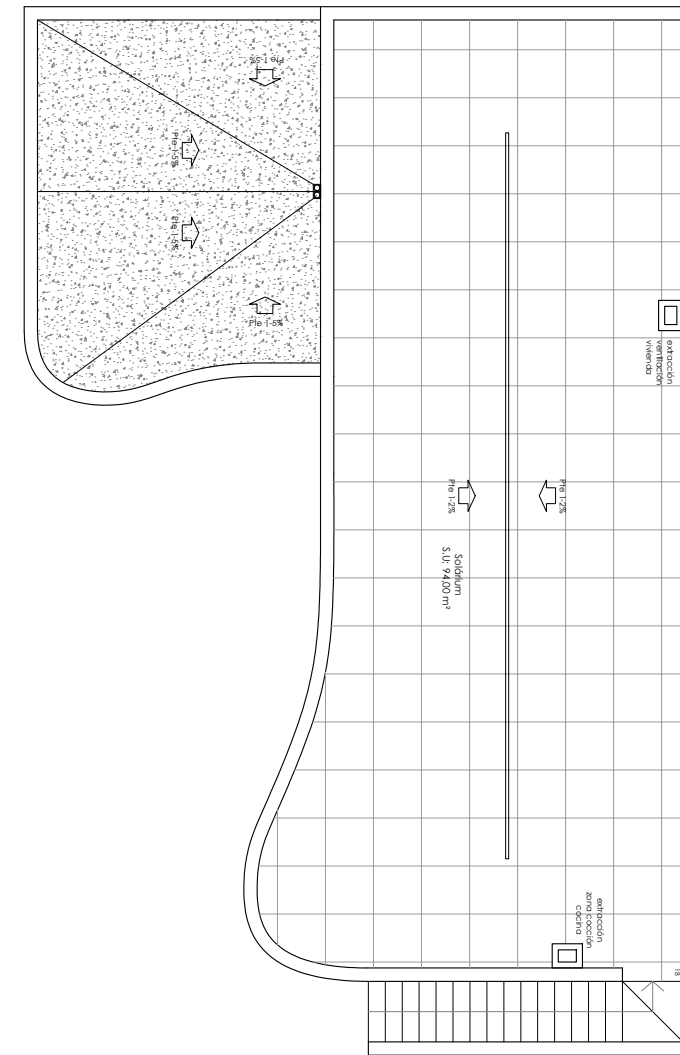 Pte 1-5%
Pte 1-5%
Pte 1-5%
Pte 1-5%
extracción
ventilación
vivienda
Pte 1-2%
Pte 1-2%
Solárium
S.U: 94,00 m²
extracción
zona cocción
cocina
18